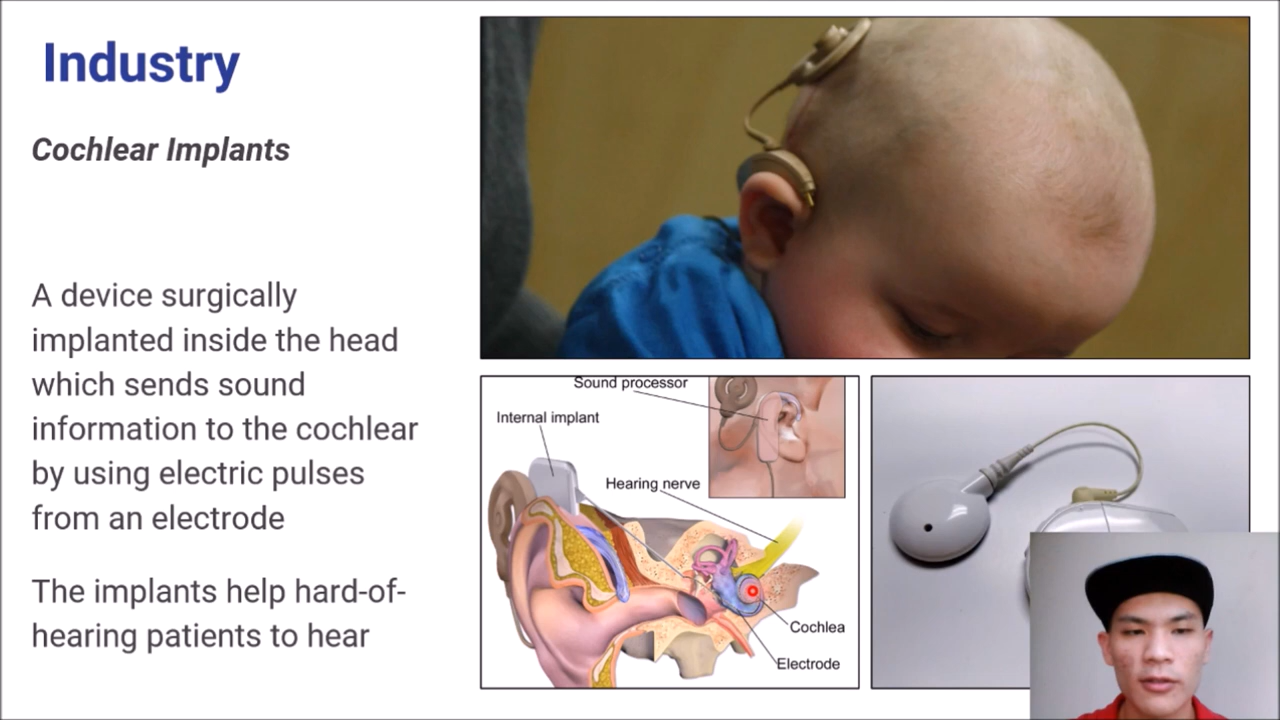 Industry
Cochlear Implants
A device surgically
implanted inside the head
which sends sound
information to the cochlear
by using electric pulses
from an electrode
The implants help hard-of-
hearing patients to hear
Sound processor
Internal implant
Hearing nerve
Cochlea
Electrode